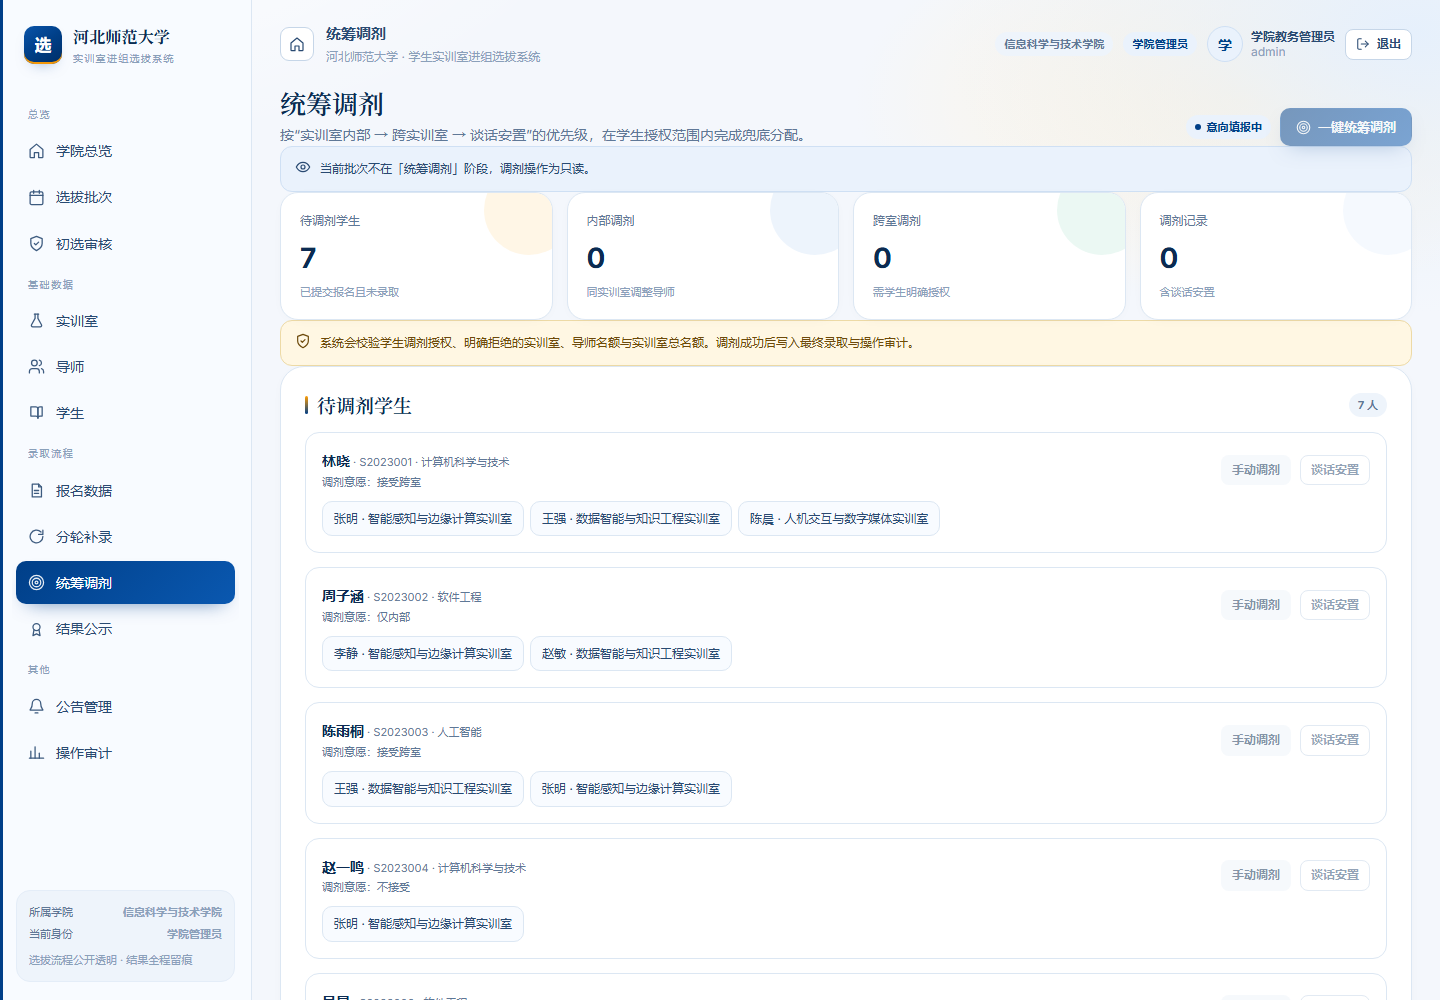 选
河北师范大学
实训室进组选拔系统
总览
学院总览
选拔批次
初选审核
基础数据
实训室
导师
学生
录取流程
报名数据
分轮补录
统筹调剂
结果公示
其他
公告管理
操作审计
所属学院 信息科学与技术学院
当前身份 学院管理员
选拔流程公开透明 · 结果全程留痕
统筹调剂
河北师范大学 · 学生实训室进组选拔系统
信息科学与技术学院
学院管理员
学
学院教务管理员
admin
退出
统筹调剂
按“实训室内部 → 跨实训室 → 谈话安置”的优先级，在学生授权范围内完成兜底分配。
意向填报中
一键统筹调剂
当前批次不在「统筹调剂」阶段，调剂操作为只读。
待调剂学生
7
已提交报名且未录取
内部调剂
0
同实训室调整导师
跨室调剂
0
需学生明确授权
调剂记录
0
含谈话安置
系统会校验学生调剂授权、明确拒绝的实训室、导师名额与实训室总名额。调剂成功后写入最终录取与操作审计。
待调剂学生
7 人
林晓 · S2023001 · 计算机科学与技术
调剂意愿：接受跨室
张明 · 智能感知与边缘计算实训室 王强 · 数据智能与知识工程实训室 陈晨 · 人机交互与数字媒体实训室
手动调剂 谈话安置
周子涵 · S2023002 · 软件工程
调剂意愿：仅内部
李静 · 智能感知与边缘计算实训室 赵敏 · 数据智能与知识工程实训室
手动调剂 谈话安置
陈雨桐 · S2023003 · 人工智能
调剂意愿：接受跨室
王强 · 数据智能与知识工程实训室 张明 · 智能感知与边缘计算实训室
手动调剂 谈话安置
赵一鸣 · S2023004 · 计算机科学与技术
调剂意愿：不接受
张明 · 智能感知与边缘计算实训室
手动调剂 谈话安置